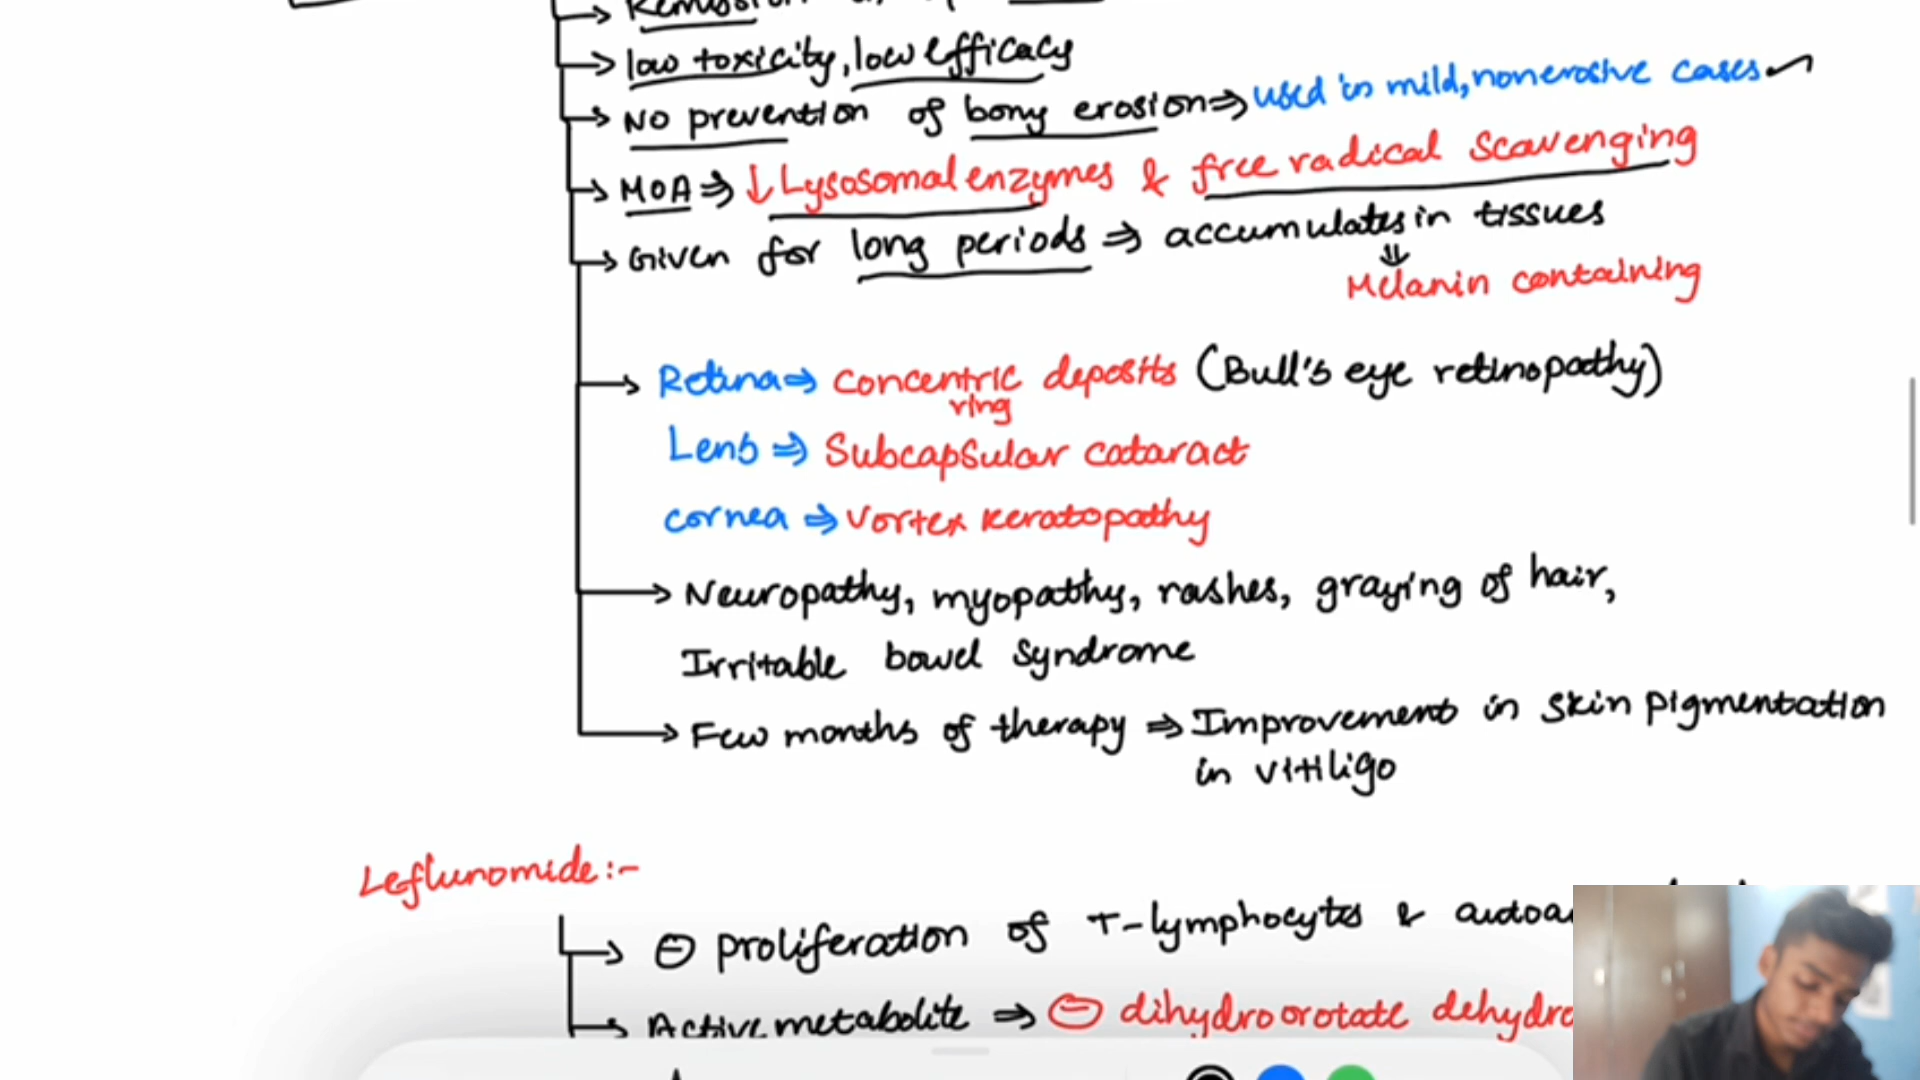 Remission
low toxicity, low efficacy
NO prevention of bony erosion ⇒ used in mild, nonerosive cases ✓
MOA ⇒ ↓ Lysosomal enzymes & free radical scavenging
Given for long periods ⇒ accumulates in tissues
⇓
Melanin containing
Retina ⇒ concentric deposits (Bull's eye retinopathy)
ring
Lens ⇒ Subcapsular cataract
cornea ⇒ vortex keratopathy
Neuropathy, myopathy, rashes, graying of hair,
Irritable bowel syndrome
Few months of therapy ⇒ Improvement in skin pigmentation
in vitiligo
Leflunomide :-
⊖ proliferation of T-lymphocytes &
Active metabolite ⇒ ⊖ dihydroorotate dehydro